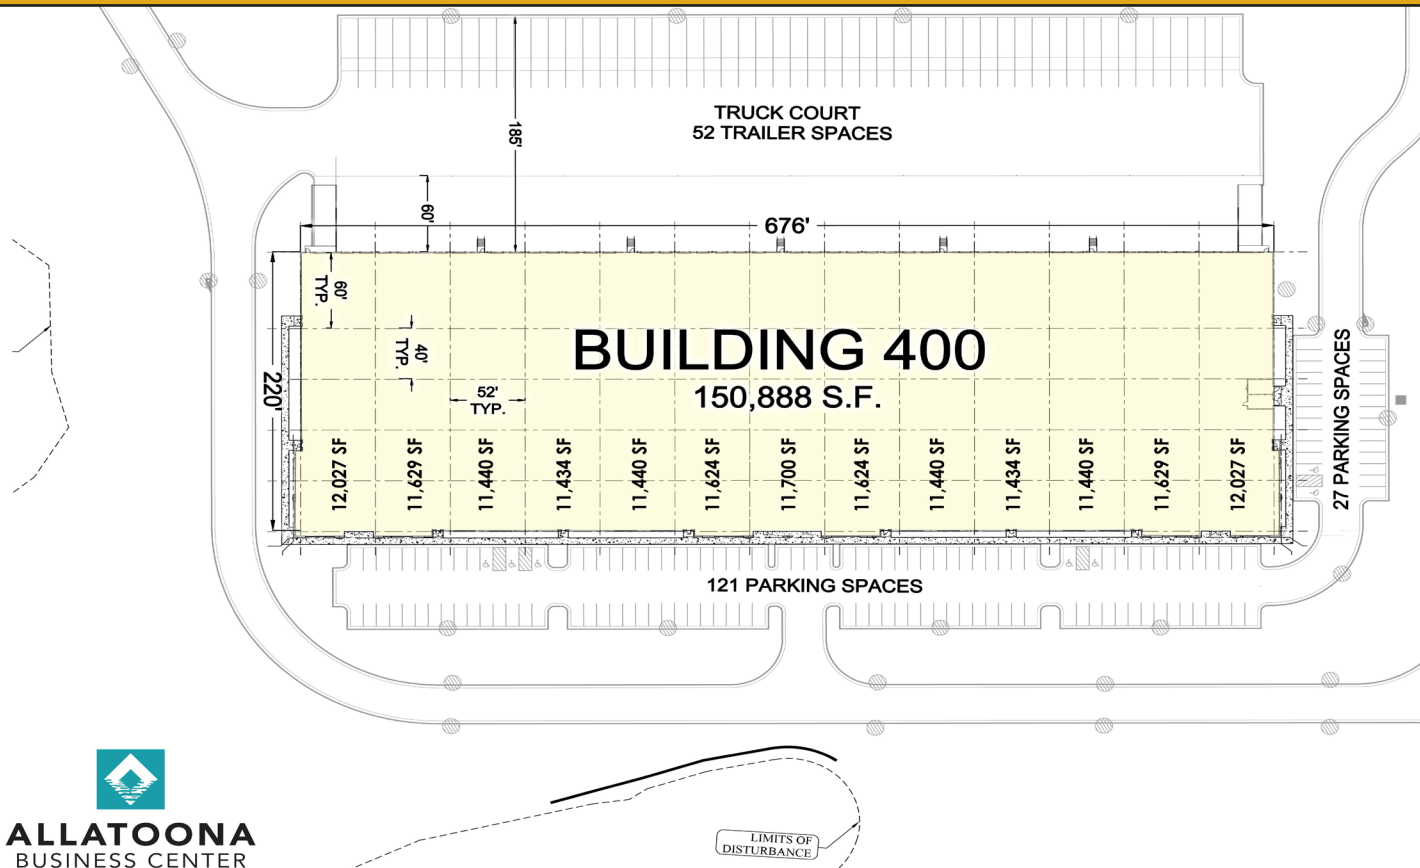 TRUCK COURT
52 TRAILER SPACES
185'
60'
676'
60'
TYP.
40'
TYP.
220'
52'
TYP.
BUILDING 400
150,888 S.F.
12,027 SF
11,629 SF
11,440 SF
11,434 SF
11,440 SF
11,624 SF
11,700 SF
11,624 SF
11,440 SF
11,434 SF
11,440 SF
11,629 SF
12,027 SF
27 PARKING SPACES
121 PARKING SPACES
LIMITS OF
DISTURBANCE
ALLATOONA
BUSINESS CENTER